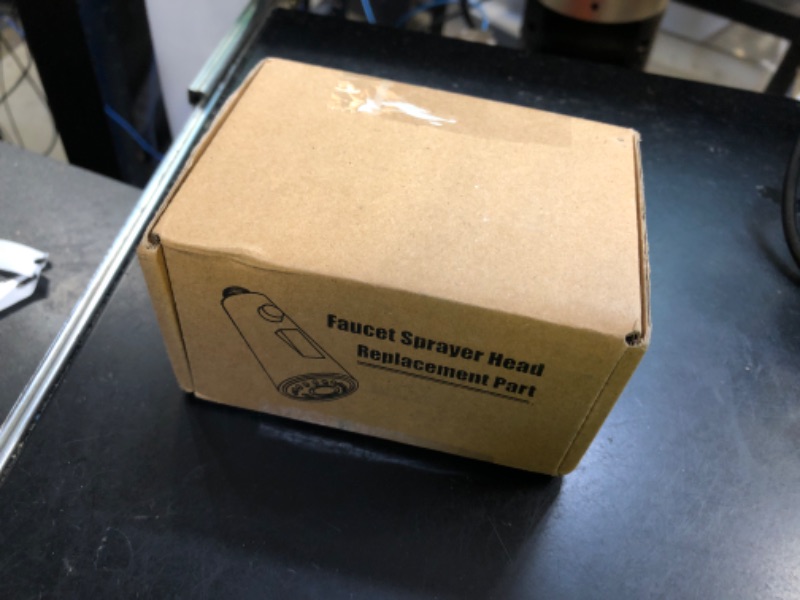 Faucet Sprayer Head
Replacement Part